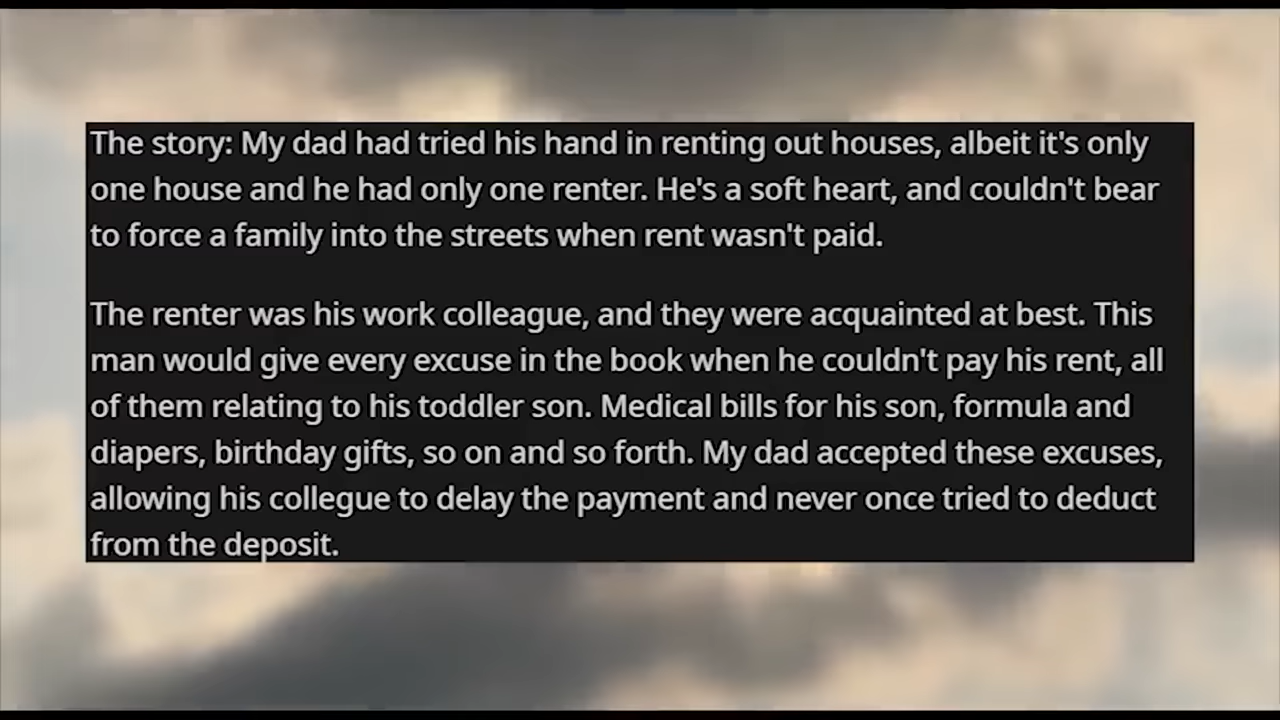 The story: My dad had tried his hand in renting out houses, albeit it's only
one house and he had only one renter. He's a soft heart, and couldn't bear
to force a family into the streets when rent wasn't paid.
The renter was his work colleague, and they were acquainted at best. This
man would give every excuse in the book when he couldn't pay his rent, all
of them relating to his toddler son. Medical bills for his son, formula and
diapers, birthday gifts, so on and so forth. My dad accepted these excuses,
allowing his collegue to delay the payment and never once tried to deduct
from the deposit.